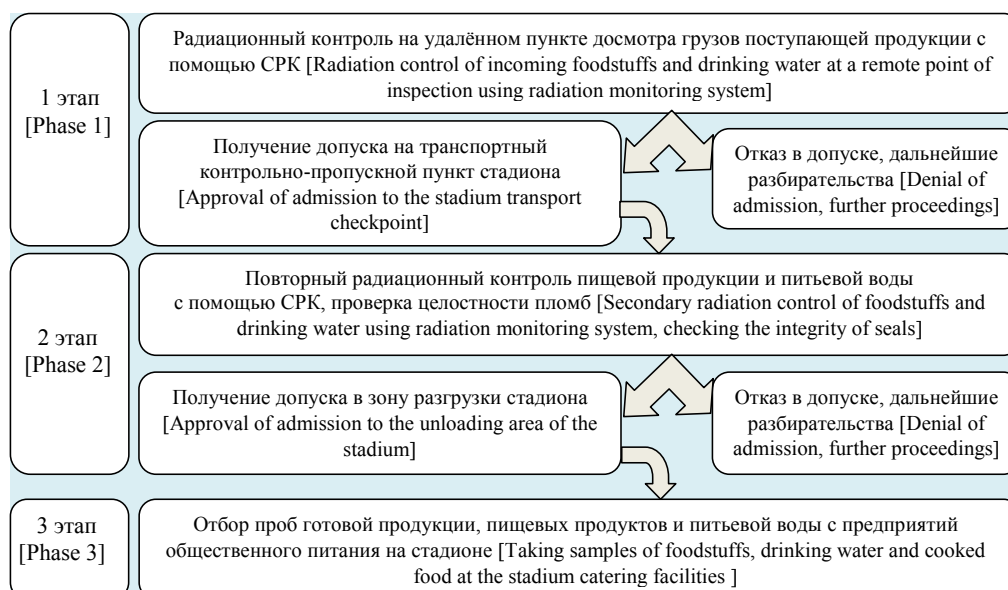 1 этап
[Phase 1]
Радиационный контроль на удалённом пункте досмотра грузов поступающей продукции с
помощью СРК [Radiation control of incoming foodstuffs and drinking water at a remote point of
inspection using radiation monitoring system]
Получение допуска на транспортный
контрольно-пропускной пункт стадиона
[Approval of admission to the stadium transport
checkpoint]
Отказ в допуске, дальнейшие
разбирательства [Denial of
admission, further proceedings]
2 этап
[Phase 2]
Повторный радиационный контроль пищевой продукции и питьевой воды
с помощью СРК, проверка целостности пломб [Secondary radiation control of foodstuffs and
drinking water using radiation monitoring system, checking the integrity of seals]
Получение допуска в зону разгрузки стадиона
[Approval of admission to the unloading area of the
stadium]
Отказ в допуске, дальнейшие
разбирательства [Denial of
admission, further proceedings]
3 этап
[Phase 3]
Отбор проб готовой продукции, пищевых продуктов и питьевой воды с предприятий
общественного питания на стадионе [Taking samples of foodstuffs, drinking water and cooked
food at the stadium catering facilities ]